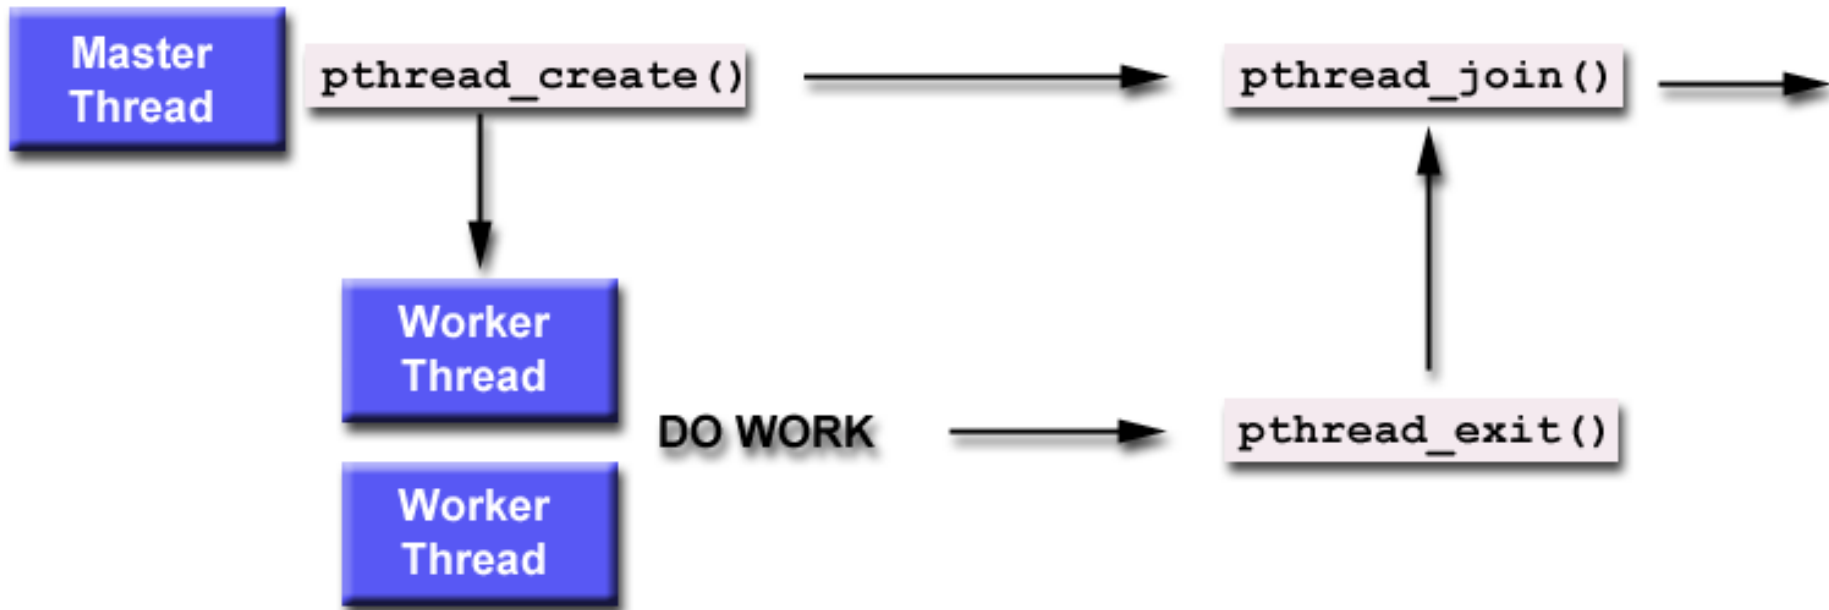 Master
Thread
pthread_create()
pthread_join()
Worker
Thread
DO WORK
pthread_exit()
Worker
Thread